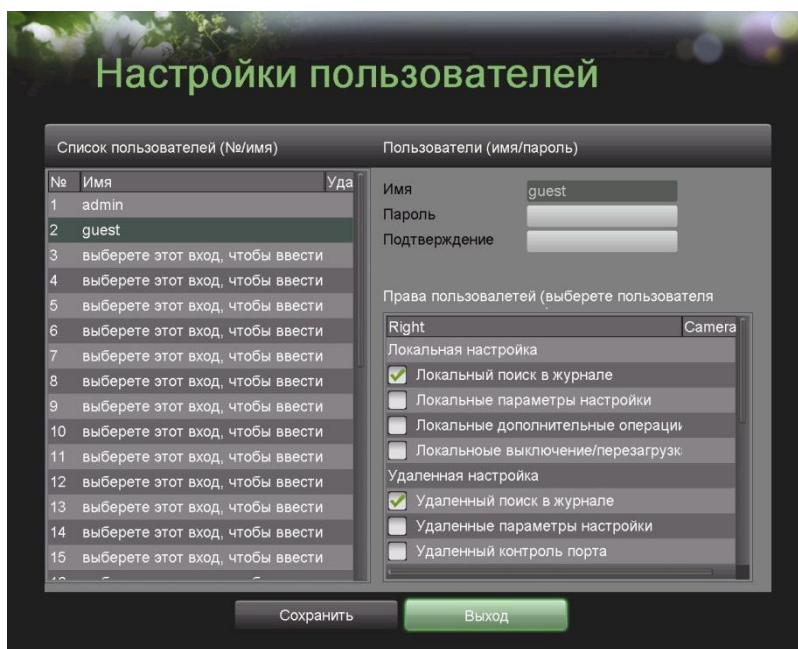 Настройки пользователей
Список пользователей (№/имя)
№ Имя Уда
1 admin
2 guest
3 выберете этот вход, чтобы ввести
4 выберете этот вход, чтобы ввести
5 выберете этот вход, чтобы ввести
6 выберете этот вход, чтобы ввести
7 выберете этот вход, чтобы ввести
8 выберете этот вход, чтобы ввести
9 выберете этот вход, чтобы ввести
10 выберете этот вход, чтобы ввести
11 выберете этот вход, чтобы ввести
12 выберете этот вход, чтобы ввести
13 выберете этот вход, чтобы ввести
14 выберете этот вход, чтобы ввести
15 выберете этот вход, чтобы ввести
Пользователи (имя/пароль)
Имя guest
Пароль
Подтверждение
Права пользовалетей (выберете пользователя
Right Camera
Локальная настройка
Локальный поиск в журнале
Локальные параметры настройки
Локальные дополнительные операции
Локальноые выключение/перезагрузк
Удаленная настройка
Удаленный поиск в журнале
Удаленные параметры настройки
Удаленный контроль порта
Сохранить Выход